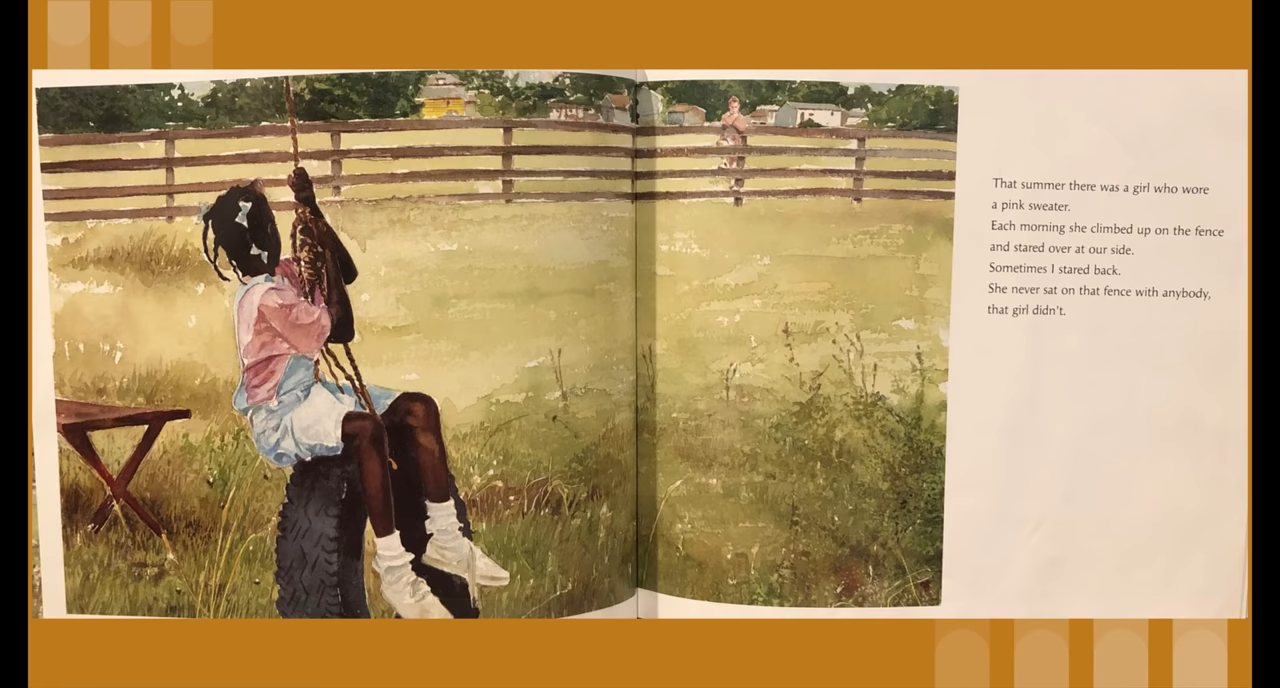 That summer there was a girl who wore
a pink sweater.
Each morning she climbed up on the fence
and stared over at our side.
Sometimes I stared back.
She never sat on that fence with anybody,
that girl didn't.